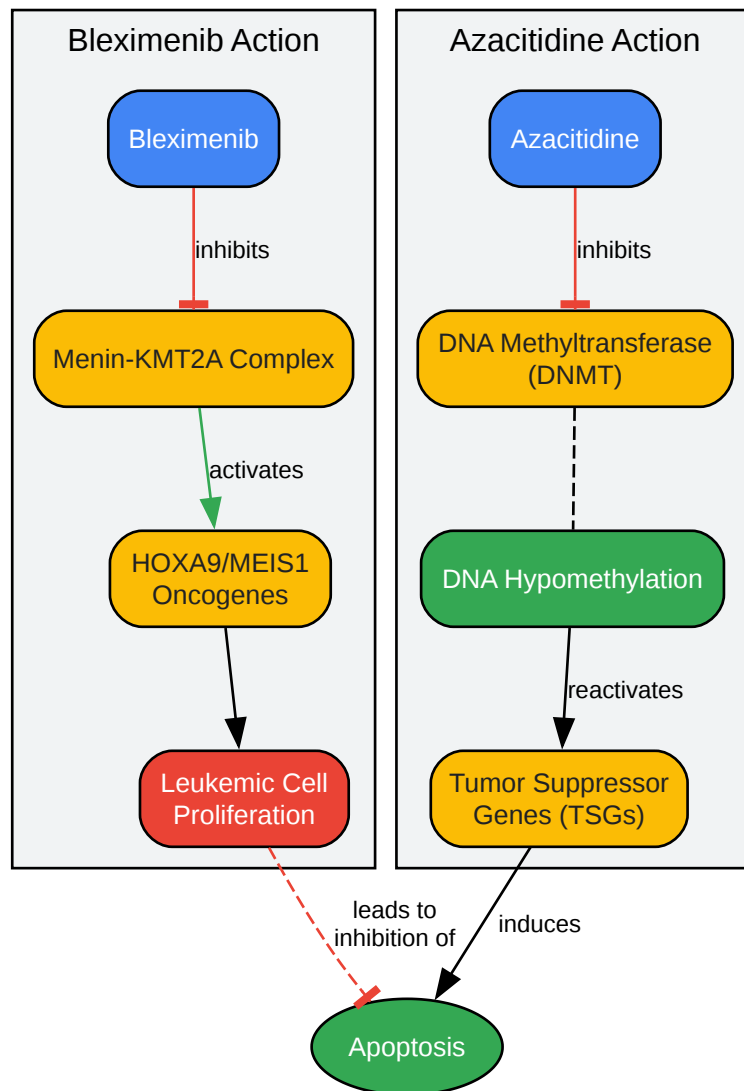 Bleximenib Action
Bleximenib
inhibits
Menin-KMT2A Complex
activates
HOXA9/MEIS1
Oncogenes
Leukemic Cell
Proliferation
Azacitidine Action
Azacitidine
inhibits
DNA Methyltransferase
(DNMT)
DNA Hypomethylation
reactivates
Tumor Suppressor
Genes (TSGs)
leads to
inhibition of
induces
Apoptosis